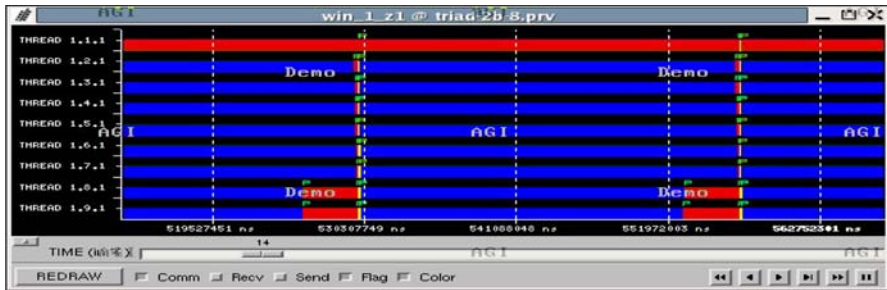 AGI
win_1_z1 @ triad-2b-8.prv
THREAD 1.1.1
THREAD 1.2.1
Demo Demo
THREAD 1.3.1
THREAD 1.4.1
THREAD 1.5.1
AGI AGI AGI
THREAD 1.6.1
THREAD 1.7.1
THREAD 1.8.1
Demo Demo
THREAD 1.9.1
519527451 ns 530307749 ns 541088048 ns 551972003 ns 562752301 ns
14
TIME
AGI AGI
REDRAW Comm Recv Send Flag Color